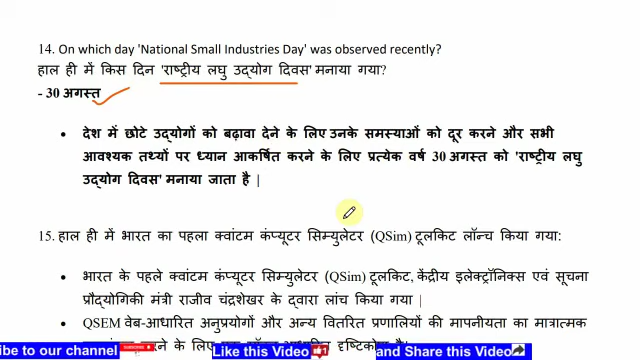 14. On which day 'National Small Industries Day' was observed recently?
हाल ही में किस दिन 'राष्ट्रीय लघु उद्योग दिवस' मनाया गया?
- 30 अगस्त
• देश में छोटे उद्योगों को बढ़ावा देने के लिए उनके समस्याओं को दूर करने और सभी
आवश्यक तथ्यों पर ध्यान आकर्षित करने के लिए प्रत्येक वर्ष 30 अगस्त को 'राष्ट्रीय लघु
उद्योग दिवस' मनाया जाता है |
15. हाल ही में भारत का पहला क्वांटम कंप्यूटर सिम्युलेटर (QSim) टूलकिट लॉन्च किया गया:
• भारत के पहले क्वांटम कंप्यूटर सिम्युलेटर (QSim) टूलकिट, केंद्रीय इलेक्ट्रॉनिक्स एवं सूचना
प्रौद्योगिकी मंत्री राजीव चंद्रशेखर के द्वारा लांच किया गया |
• QSEM वेब-आधारित अनुप्रयोगों और अन्य वितरित प्रणालियों की मापनीयता का मात्रात्मक
ibe to our channel SUBSCRIBE Like this Video and Share this Video